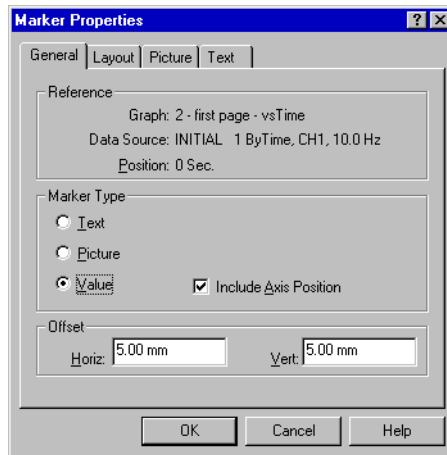 Marker Properties
General Layout Picture Text
Reference
Graph: 2 - first page - vsTime
Data Source: INITIAL 1 ByTime, CH1, 10.0 Hz
Position: 0 Sec.
Marker Type
Text
Picture
Value Include Axis Position
Offset
Horiz: 5.00 mm Vert: 5.00 mm
OK Cancel Help